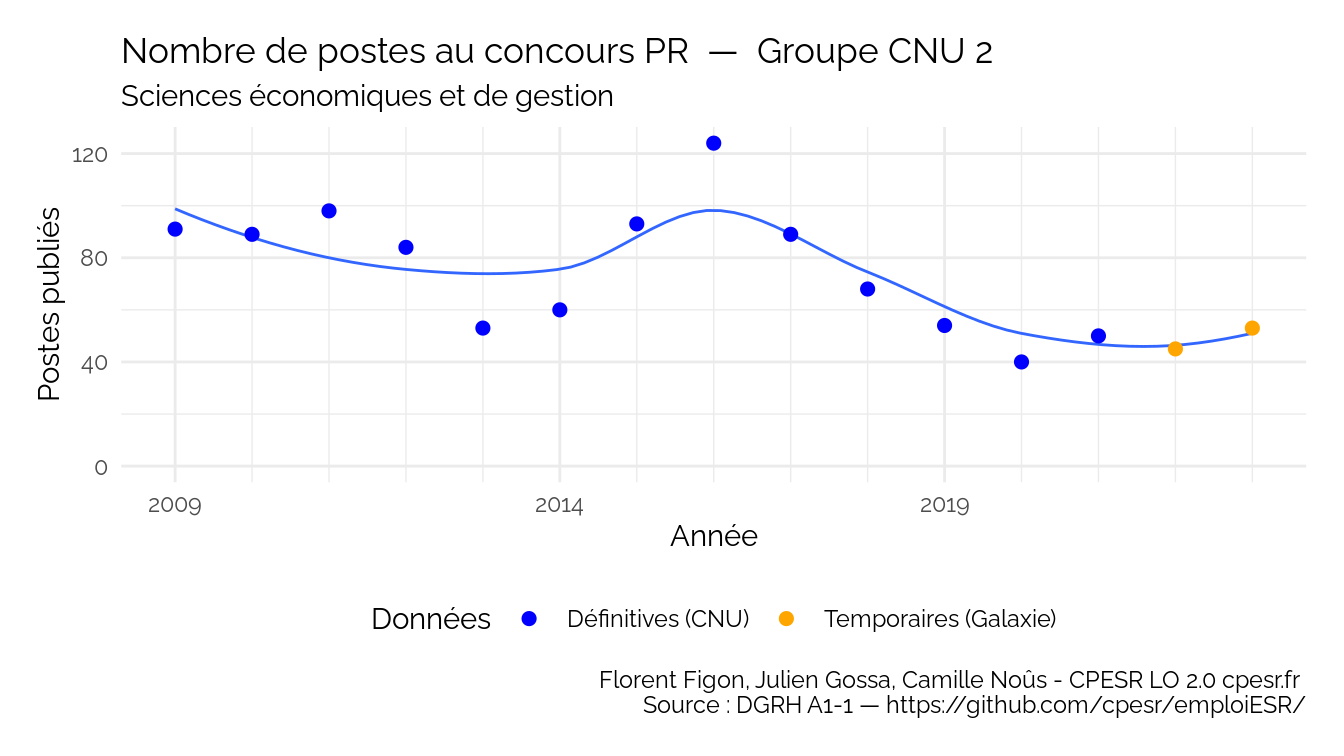 Nombre de postes au concours PR — Groupe CNU 2
Sciences économiques et de gestion
Postes publiés
120
80
40
0
2009 2014 2019
Année
Données Définitives (CNU) Temporaires (Galaxie)
Florent Figon, Julien Gossa, Camille Noûs - CPESR LO 2.0 cpesr.fr
Source : DGRH A1-1 — https://github.com/cpesr/emploiESR/